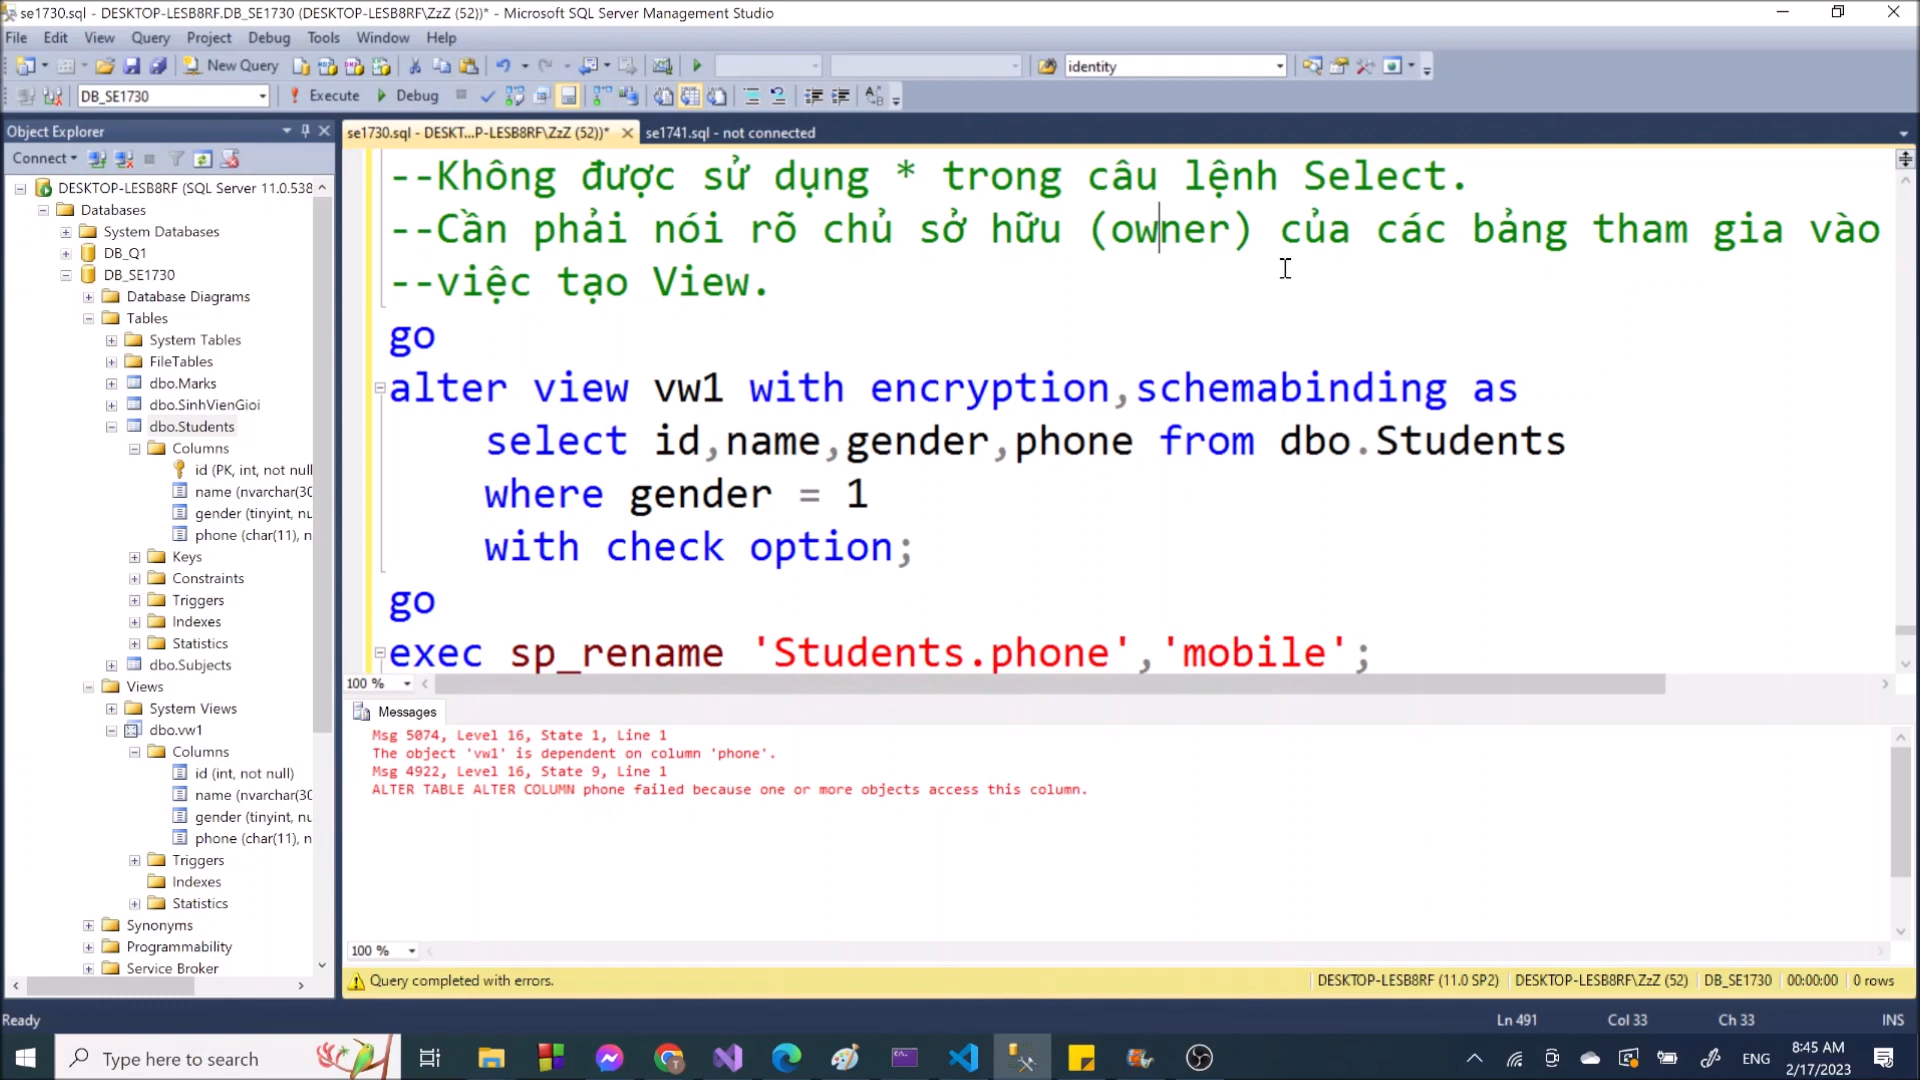 se1730.sql - DESKTOP-LESB8RF.DB_SE1730 (DESKTOP-LESB8RF\ZzZ (52))* - Microsoft SQL Server Management Studio
File Edit View Query Project Debug Tools Window Help
New Query identity
DB_SE1730 Execute Debug
Object Explorer
Connect
DESKTOP-LESB8RF (SQL Server 11.0.538
Databases
System Databases
DB_Q1
DB_SE1730
Database Diagrams
Tables
System Tables
FileTables
dbo.Marks
dbo.SinhVienGioi
dbo.Students
Columns
id (PK, int, not null
name (nvarchar(30
gender (tinyint, nu
phone (char(11), n
Keys
Constraints
Triggers
Indexes
Statistics
dbo.Subjects
Views
System Views
dbo.vw1
Columns
id (int, not null)
name (nvarchar(30
gender (tinyint, nu
phone (char(11), n
Triggers
Indexes
Statistics
Synonyms
Programmability
Service Broker
se1730.sql - DESKT...P-LESB8RF\ZzZ (52))* se1741.sql - not connected
--Không được sử dụng * trong câu lệnh Select.
--Cần phải nói rõ chủ sở hữu (owner) của các bảng tham gia vào
--việc tạo View.
go
alter view vw1 with encryption,schemabinding as
select id,name,gender,phone from dbo.Students
where gender = 1
with check option;
go
exec sp_rename 'Students.phone','mobile';
100 %
Messages
Msg 5074, Level 16, State 1, Line 1
The object 'vw1' is dependent on column 'phone'.
Msg 4922, Level 16, State 9, Line 1
ALTER TABLE ALTER COLUMN phone failed because one or more objects access this column.
100 %
Query completed with errors. DESKTOP-LESB8RF (11.0 SP2) DESKTOP-LESB8RF\ZzZ (52) DB_SE1730 00:00:00 0 rows
Ready Ln 491 Col 33 Ch 33 INS
Type here to search ENG 8:45 AM
2/17/2023